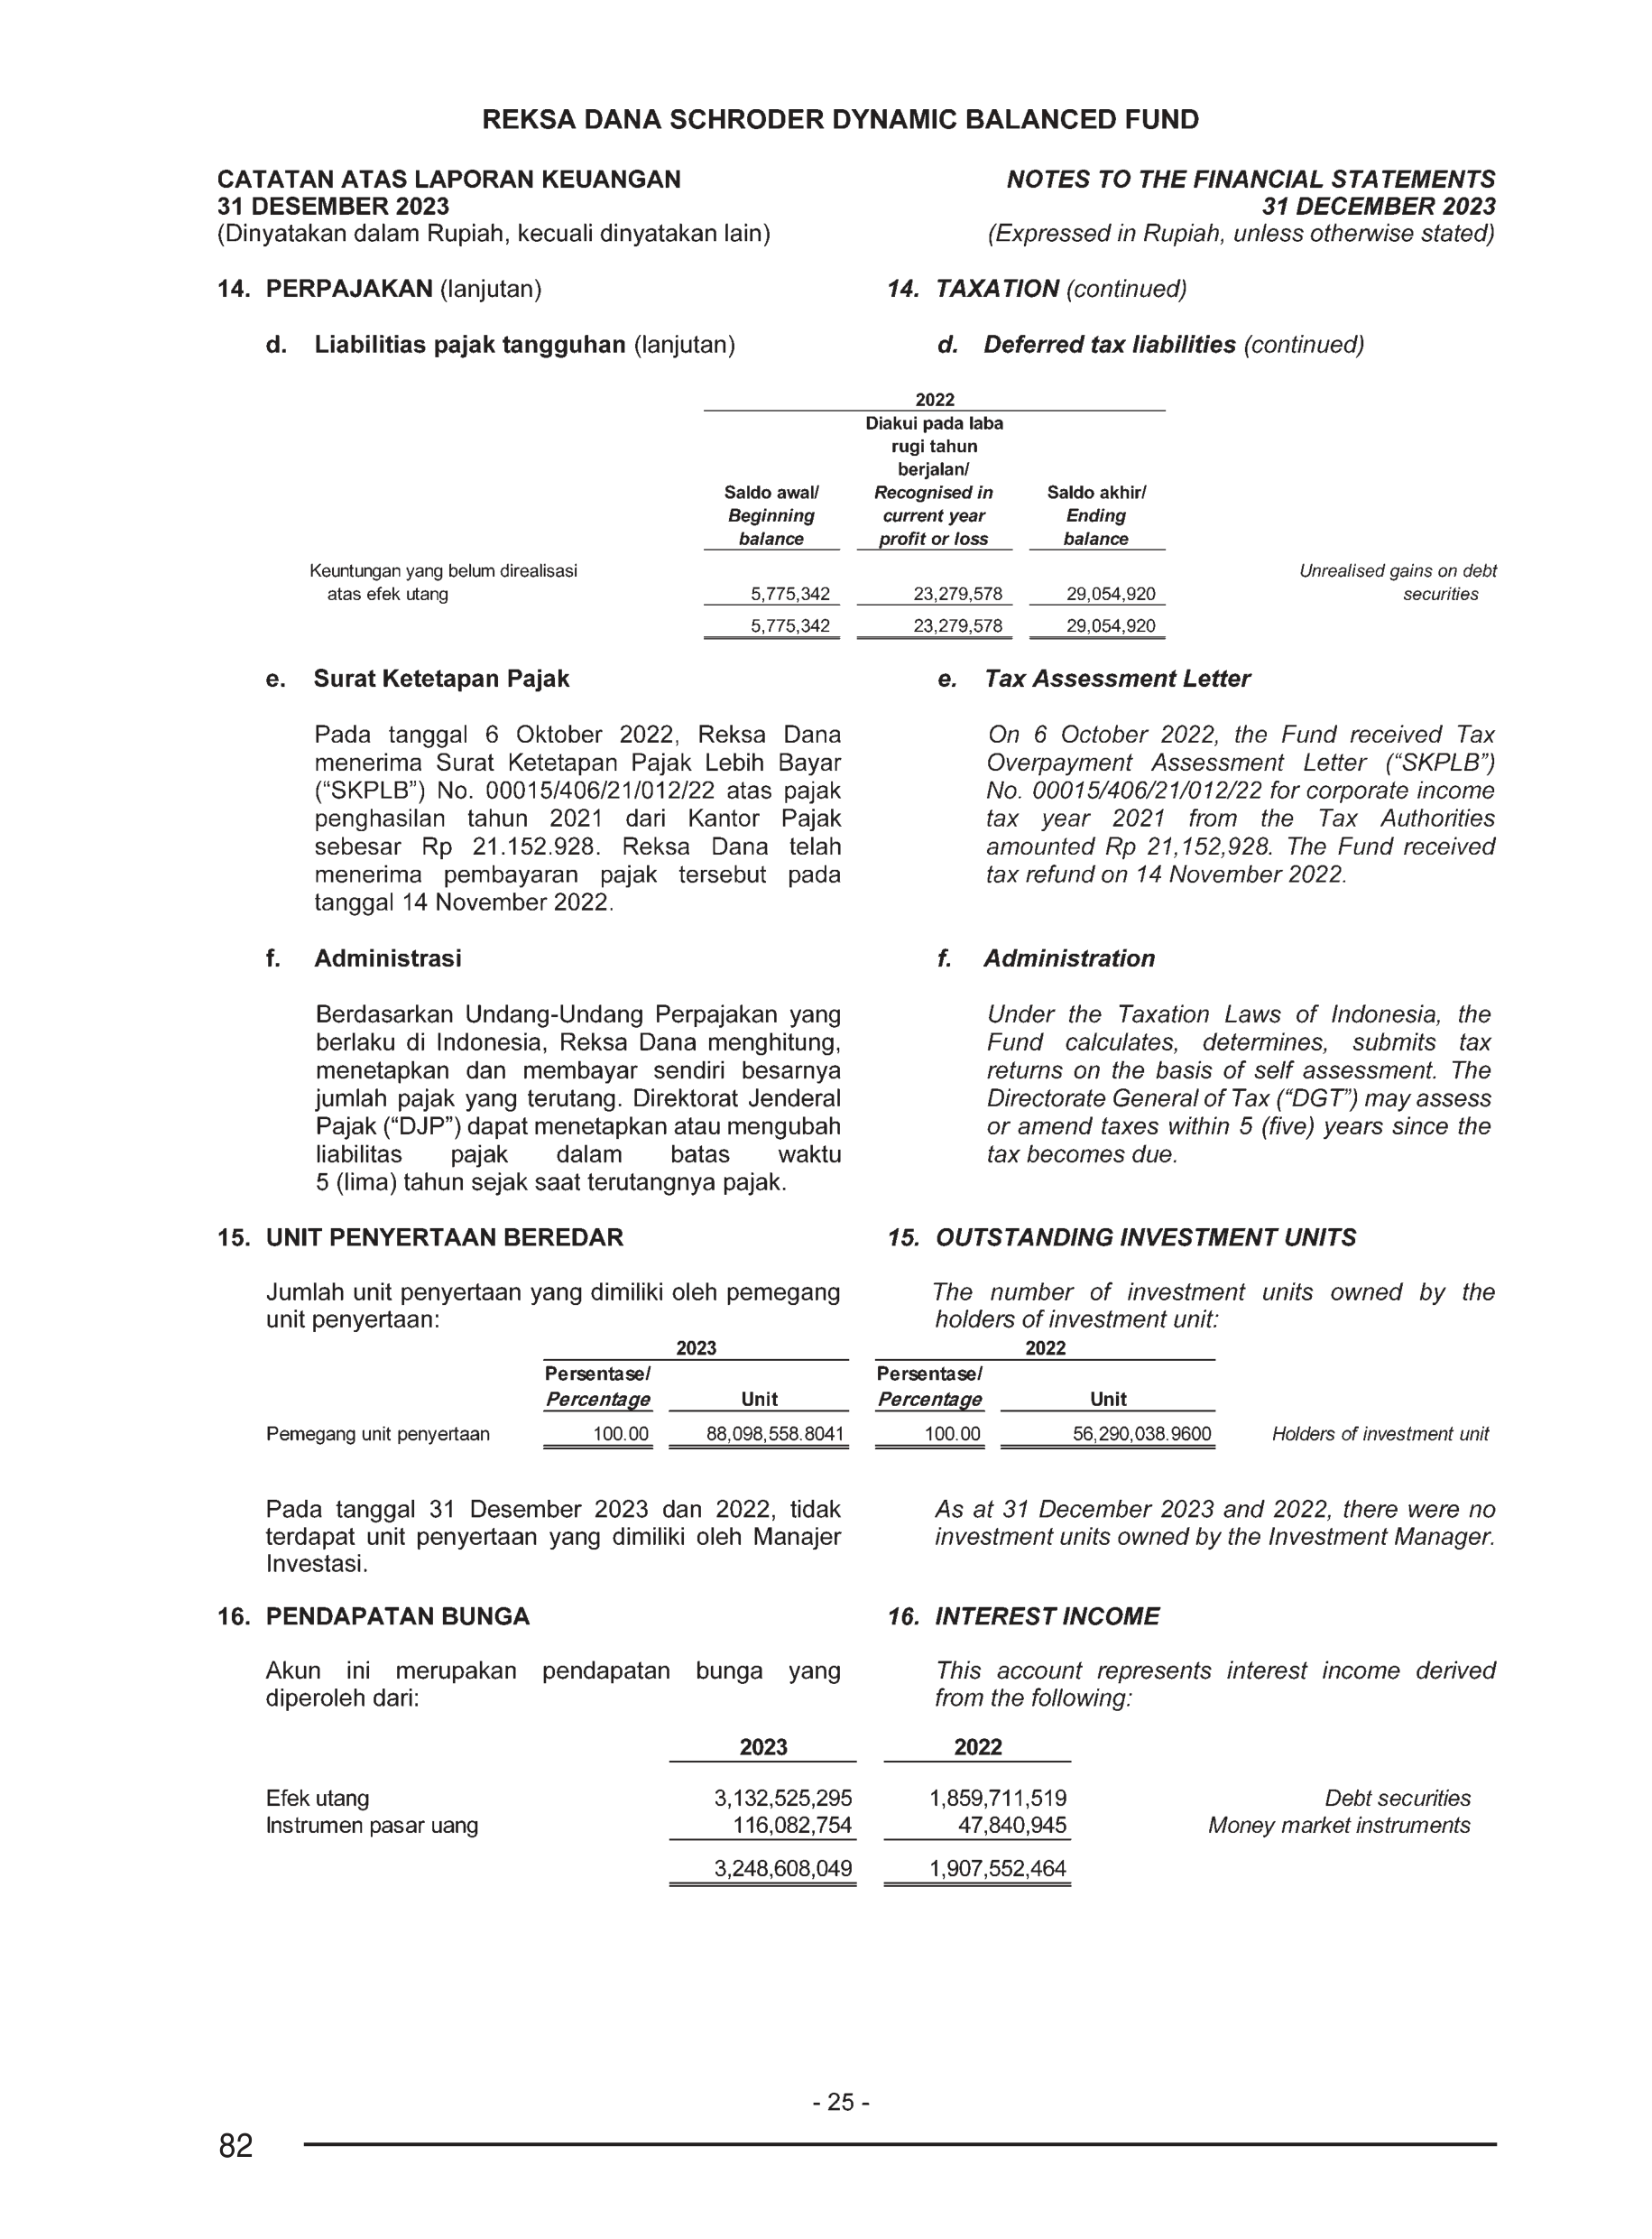 REKSA DANA SCHRODER DYNAMIC BALANCED FUND
CATATAN ATAS LAPORAN KEUANGAN
31 DESEMBER 2023
(Dinyatakan dalam Rupiah, kecuali dinyatakan lain)
NOTES TO THE FINANCIAL STATEMENTS
31 DECEMBER 2023
(Expressed in Rupiah, unless otherwise stated)
14. PERPAJAKAN (lanjutan)
14. TAXATION (continued)
d. Liabilitias pajak tangguhan (lanjutan)
d. Deferred tax liabilities (continued)
2022
Diakui pada laba
rugi tahun
berjalan/
Saldo awal/ Recognised in Saldo akhir/
Beginning current year Ending
balance profit or loss balance
Keuntungan yang belum direalisasi Unrealised gains on debt
atas efek utang 5,775,342 23,279,578 29,054,920 securities
5,775,342 23,279,578 29,054,920
e. Surat Ketetapan Pajak
Pada tanggal 6 Oktober 2022, Reksa Dana
menerima Surat Ketetapan Pajak Lebih Bayar
(“SKPLB”) No. 00015/406/21/012/22 atas pajak
penghasilan tahun 2021 dari Kantor Pajak
sebesar Rp 21.152.928. Reksa Dana telah
menerima pembayaran pajak tersebut pada
tanggal 14 November 2022.
e. Tax Assessment Letter
On 6 October 2022, the Fund received Tax
Overpayment Assessment Letter (“SKPLB”)
No. 00015/406/21/012/22 for corporate income
tax year 2021 from the Tax Authorities
amounted Rp 21,152,928. The Fund received
tax refund on 14 November 2022.
f. Administrasi
Berdasarkan Undang-Undang Perpajakan yang
berlaku di Indonesia, Reksa Dana menghitung,
menetapkan dan membayar sendiri besarnya
jumlah pajak yang terutang. Direktorat Jenderal
Pajak (“DJP”) dapat menetapkan atau mengubah
liabilitas pajak dalam batas waktu
5 (lima) tahun sejak saat terutangnya pajak.
f. Administration
Under the Taxation Laws of Indonesia, the
Fund calculates, determines, submits tax
returns on the basis of self assessment. The
Directorate General of Tax (“DGT”) may assess
or amend taxes within 5 (five) years since the
tax becomes due.
15. UNIT PENYERTAAN BEREDAR
15. OUTSTANDING INVESTMENT UNITS
Jumlah unit penyertaan yang dimiliki oleh pemegang
unit penyertaan:
The number of investment units owned by the
holders of investment unit:
2023 2022
Persentase/ Persentase/
Percentage Unit Percentage Unit
Pemegang unit penyertaan 100.00 88,098,558.8041 100.00 56,290,038.9600 Holders of investment unit
Pada tanggal 31 Desember 2023 dan 2022, tidak
terdapat unit penyertaan yang dimiliki oleh Manajer
Investasi.
As at 31 December 2023 and 2022, there were no
investment units owned by the Investment Manager.
16. PENDAPATAN BUNGA
16. INTEREST INCOME
Akun ini merupakan pendapatan bunga yang
diperoleh dari:
This account represents interest income derived
from the following:
2023 2022
Efek utang 3,132,525,295 1,859,711,519 Debt securities
Instrumen pasar uang 116,082,754 47,840,945 Money market instruments
3,248,608,049 1,907,552,464
- 25 -
82